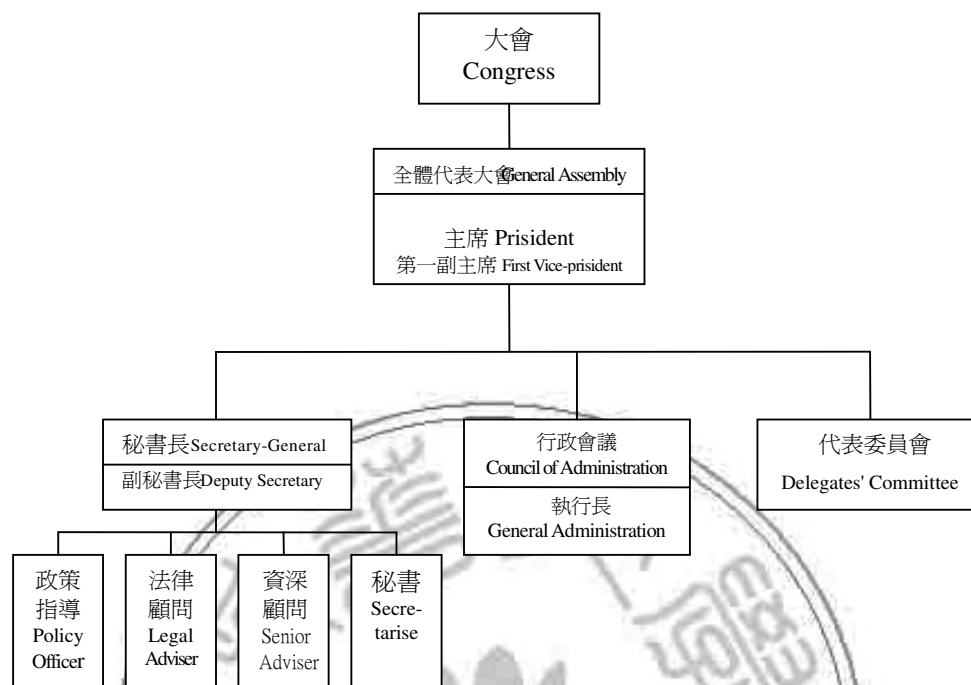 大會
Congress
全體代表大會General Assembly
主席 Prisident
第一副主席 First Vice-prisident
秘書長Secretary-General
副秘書長Deputy Secretary
行政會議
Council of Administration
執行長
General Administration
代表委員會
Delegates' Committee
政策
指導
Policy
Officer
法律
顧問
Legal
Adviser
資深
顧問
Senior
Adviser
秘書
Secre-
tarise